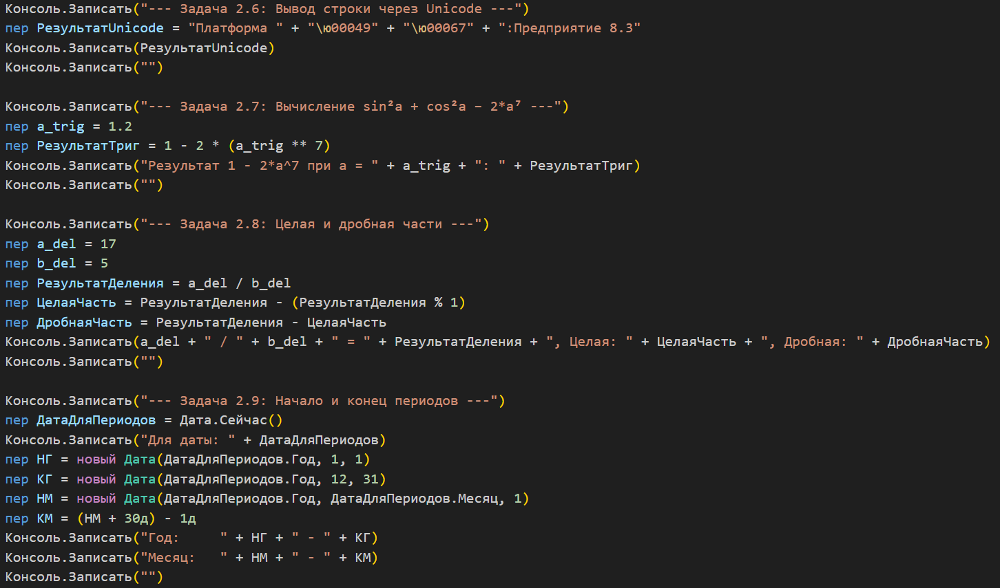 Консоль.Записать("--- Задача 2.6: Вывод строки через Unicode ---")
пер РезультатUnicode = "Платформа " + "\ю00049" + "\ю00067" + ":Предприятие 8.3"
Консоль.Записать(РезультатUnicode)
Консоль.Записать("")
Консоль.Записать("--- Задача 2.7: Вычисление sin²a + cos²a – 2*a⁷ ---")
пер a_trig = 1.2
пер РезультатТриг = 1 - 2 * (a_trig ** 7)
Консоль.Записать("Результат 1 - 2*a^7 при a = " + a_trig + ": " + РезультатТриг)
Консоль.Записать("")
Консоль.Записать("--- Задача 2.8: Целая и дробная части ---")
пер a_del = 17
пер b_del = 5
пер РезультатДеления = a_del / b_del
пер ЦелаяЧасть = РезультатДеления - (РезультатДеления % 1)
пер ДробнаяЧасть = РезультатДеления - ЦелаяЧасть
Консоль.Записать(a_del + " / " + b_del + " = " + РезультатДеления + ", Целая: " + ЦелаяЧасть + ", Дробная: " + ДробнаяЧасть)
Консоль.Записать("")
Консоль.Записать("--- Задача 2.9: Начало и конец периодов ---")
пер ДатаДляПериодов = Дата.Сейчас()
Консоль.Записать("Для даты: " + ДатаДляПериодов)
пер НГ = новый Дата(ДатаДляПериодов.Год, 1, 1)
пер КГ = новый Дата(ДатаДляПериодов.Год, 12, 31)
пер НМ = новый Дата(ДатаДляПериодов.Год, ДатаДляПериодов.Месяц, 1)
пер КМ = (НМ + 30д) - 1д
Консоль.Записать("Год:     " + НГ + " - " + КГ)
Консоль.Записать("Месяц:   " + НМ + " - " + КМ)
Консоль.Записать("")